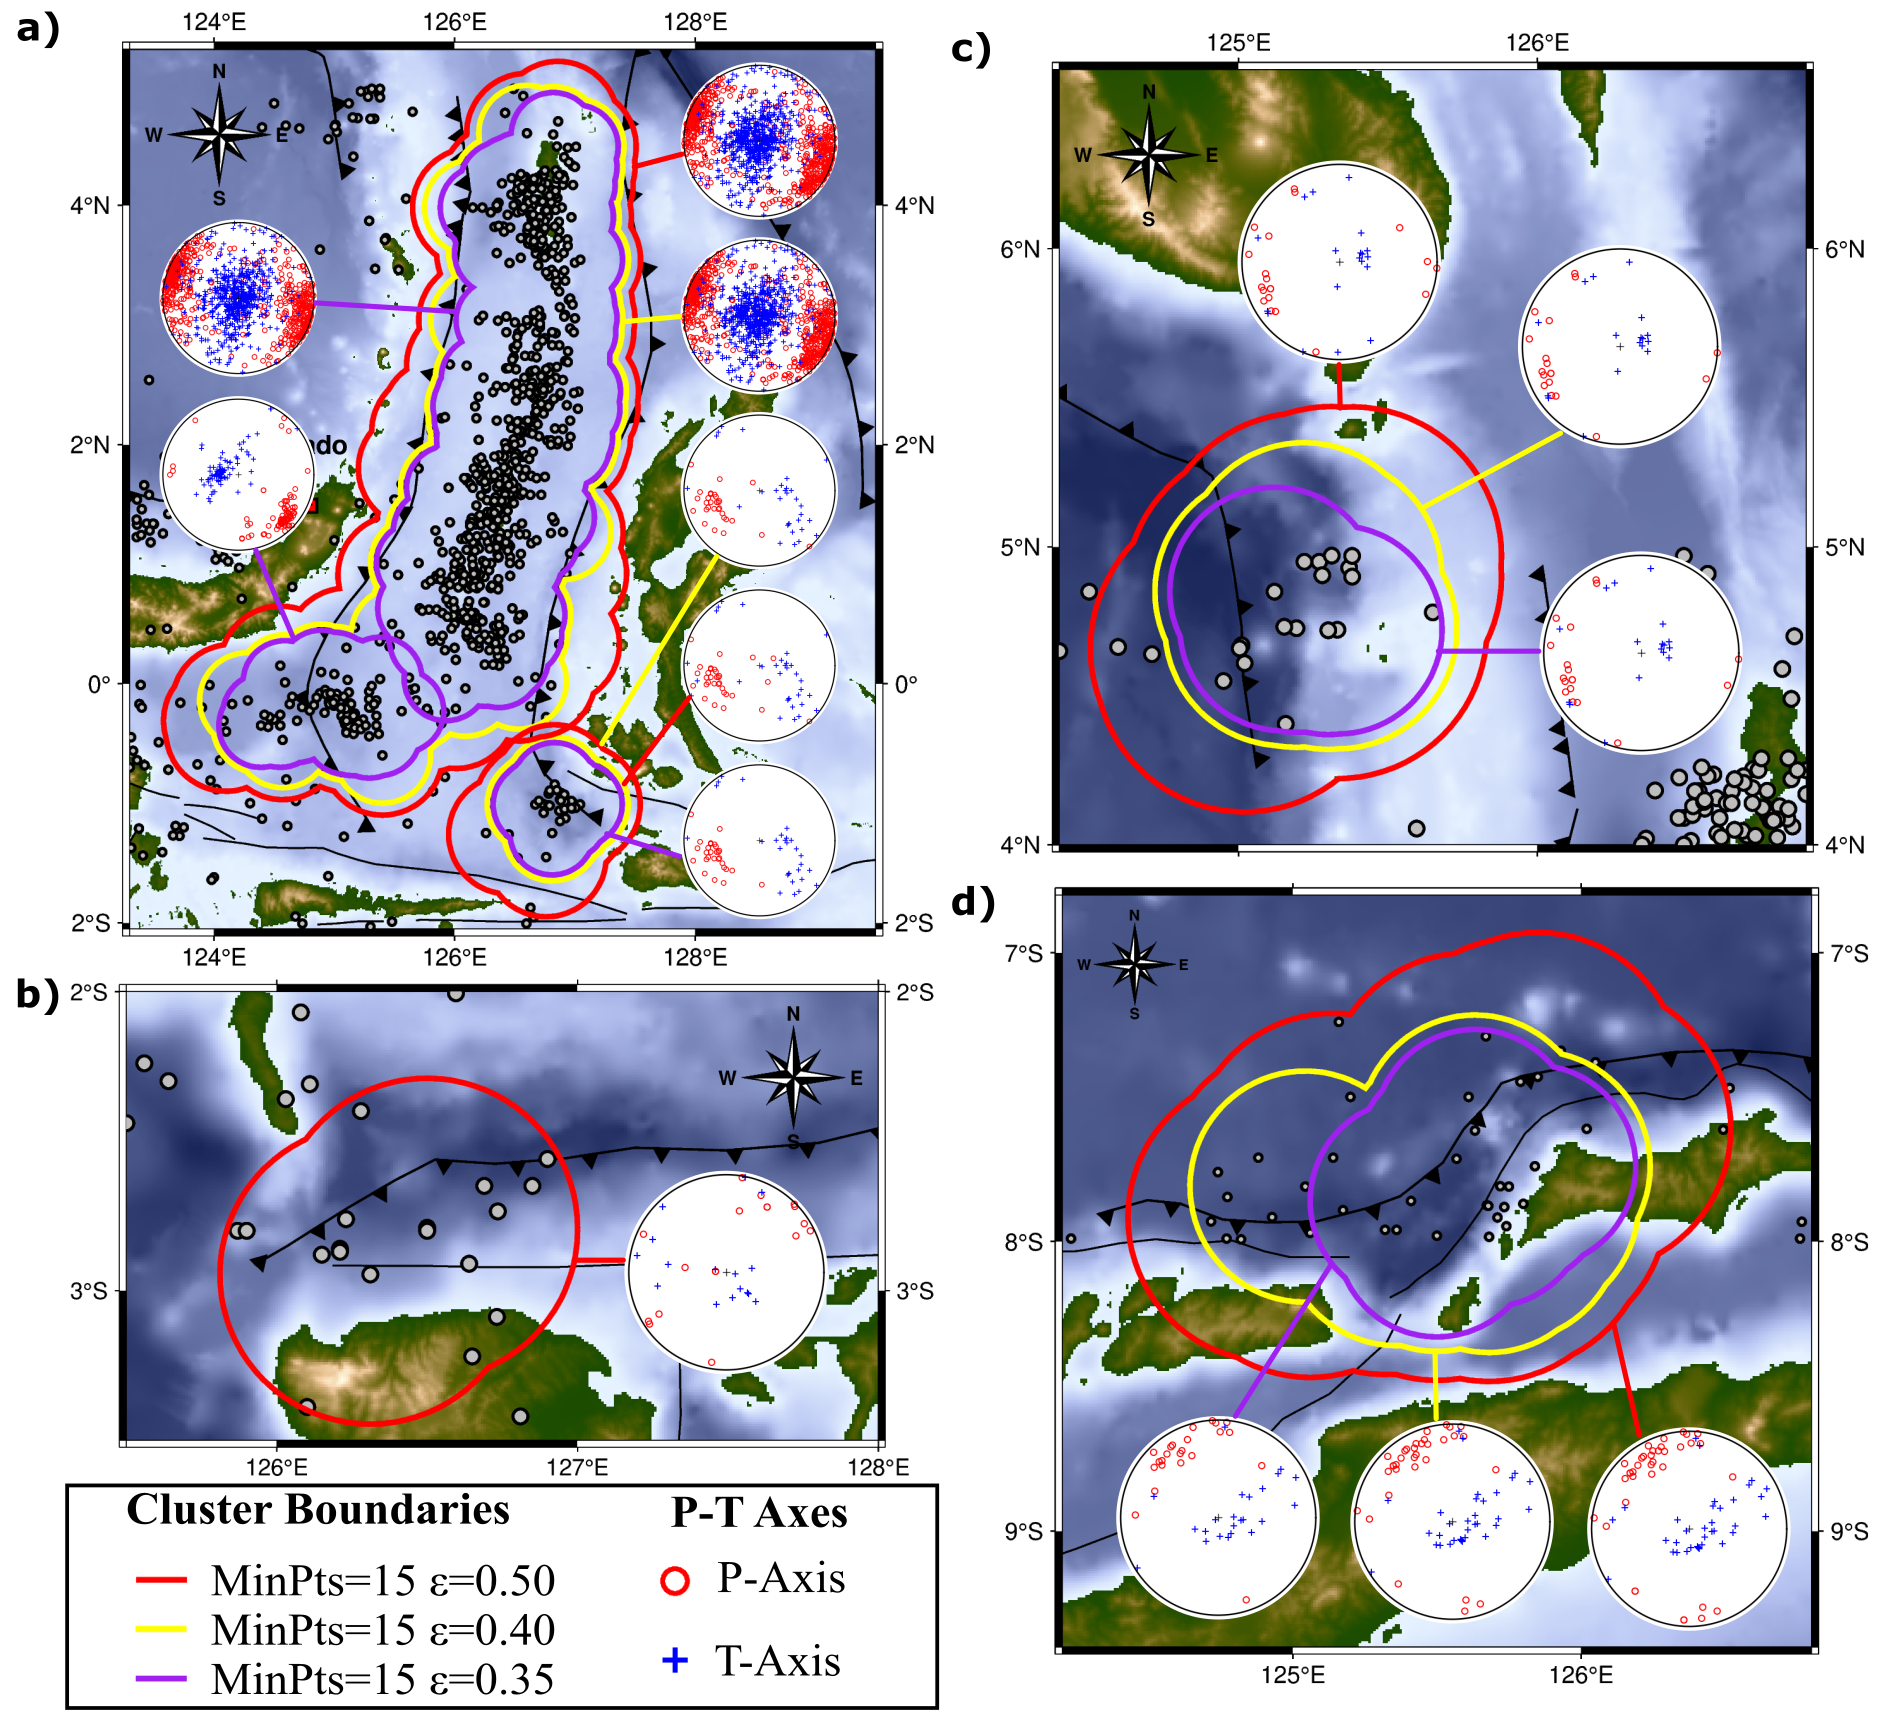 a)
124°E 126°E 128°E
N
W E
S
4°N 4°N
2°N 2°N
ndo
0° 0°
2°S 2°S
124°E 126°E 128°E
c)
125°E 126°E
N
W E
S
6°N 6°N
5°N 5°N
4°N 4°N
b)
2°S 2°S
N
W E
S
3°S 3°S
126°E 127°E 128°E
d)
N
W E
S
7°S 7°S
8°S 8°S
9°S 9°S
125°E 126°E
Cluster Boundaries
MinPts=15 ε=0.50
MinPts=15 ε=0.40
MinPts=15 ε=0.35
P-T Axes
P-Axis
T-Axis